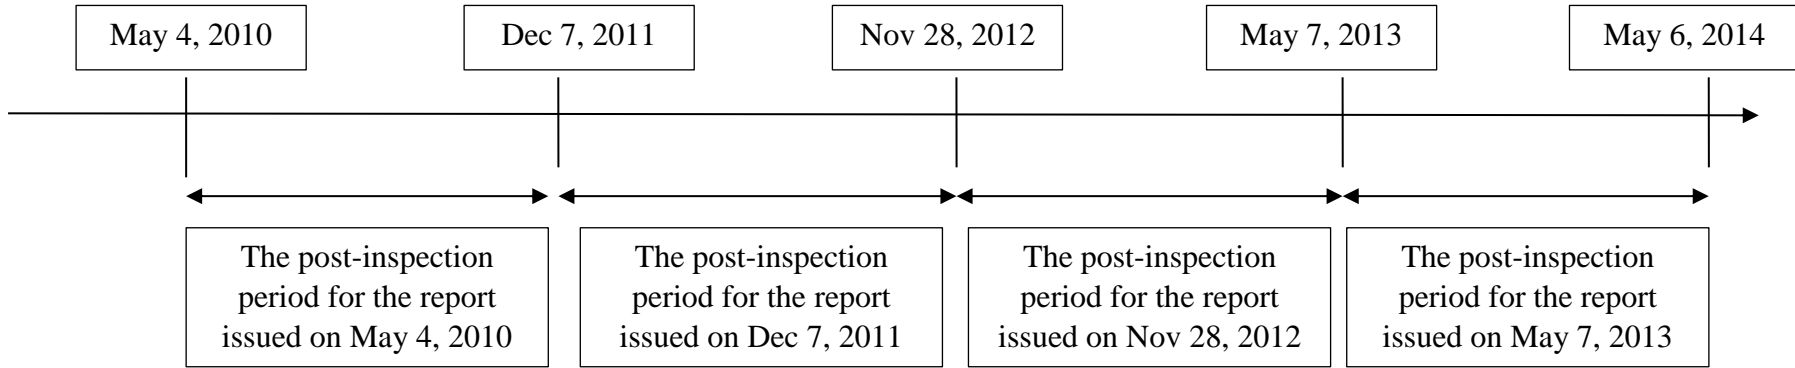 May 4, 2010
Dec 7, 2011
Nov 28, 2012
May 7, 2013
May 6, 2014
The post-inspection
period for the report
issued on May 4, 2010
The post-inspection
period for the report
issued on Dec 7, 2011
The post-inspection
period for the report
issued on Nov 28, 2012
The post-inspection
period for the report
issued on May 7, 2013